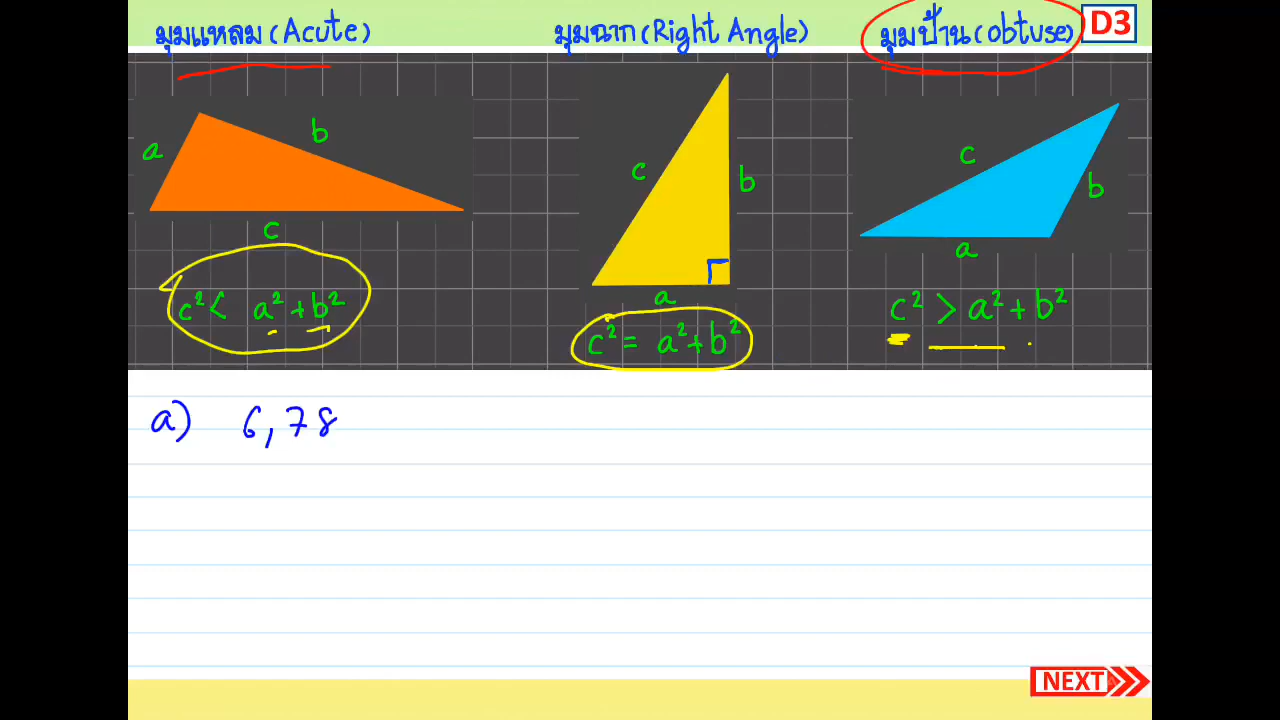 มุมแหลม (Acute)
มุมฉาก (Right Angle)
มุมป้าน (obtuse)
D3
a
b
c
c² < a² + b²
c
b
a
c² = a² + b²
c
b
a
c² > a² + b²
a) 6, 7 8
NEXT